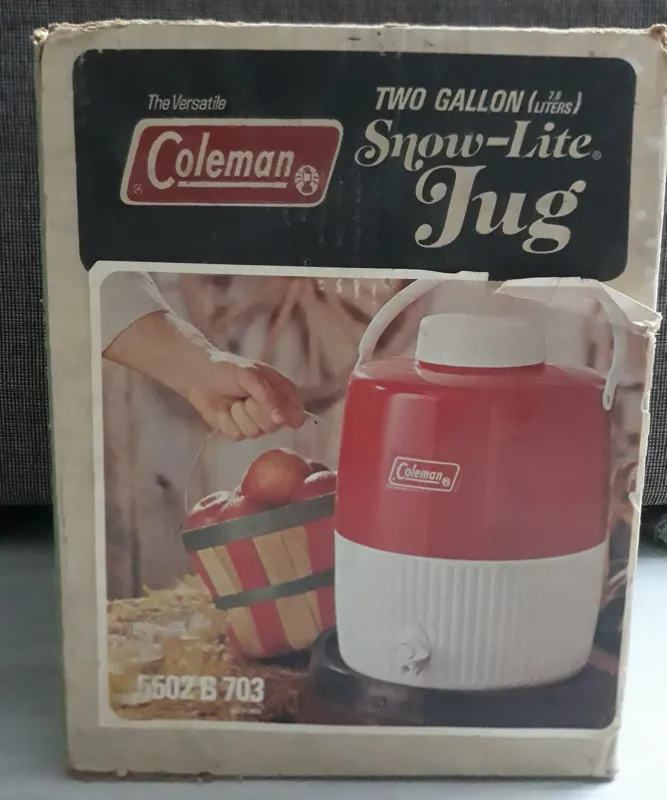 The Versatile
Coleman
TWO GALLON (7.6 LITERS)
Snow-Lite®
Jug
Coleman
5502 B 703